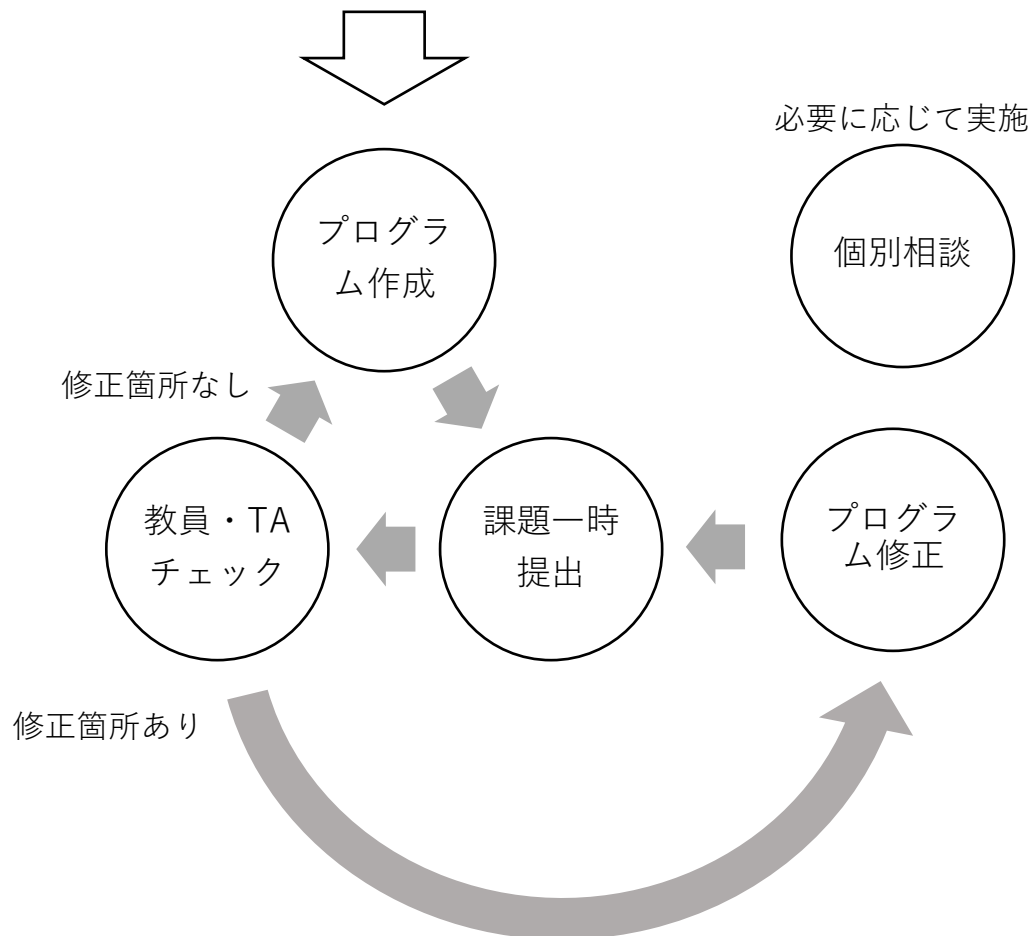 必要に応じて実施
プログラ
ム作成
個別相談
修正箇所なし
教員・TA
チェック
課題一時
提出
プログラ
ム修正
修正箇所あり